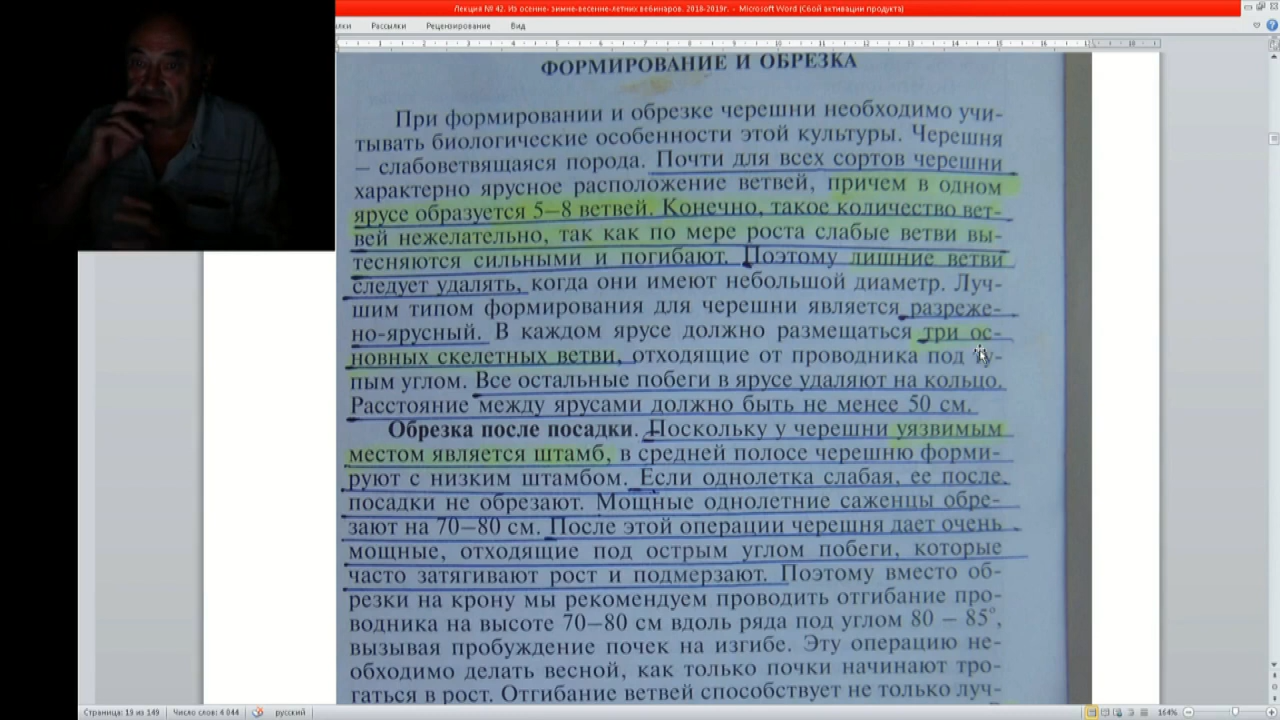 Лекция № 42. Из осенне- зимне-весенне-летних вебинаров. 2018-2019г. - Microsoft Word (Сбой активации продукта)
лки Рассылки Рецензирование Вид
ФОРМИРОВАНИЕ И ОБРЕЗКА
При формировании и обрезке черешни необходимо учи-
тывать биологические особенности этой культуры. Черешня
– слабоветвящаяся порода. Почти для всех сортов черешни
характерно ярусное расположение ветвей, причем в одном
ярусе образуется 5–8 ветвей. Конечно, такое количество вет-
вей нежелательно, так как по мере роста слабые ветви вы-
тесняются сильными и погибают. Поэтому лишние ветви
следует удалять, когда они имеют небольшой диаметр. Луч-
шим типом формирования для черешни является разреже-
но-ярусный. В каждом ярусе должно размещаться три ос-
новных скелетных ветви, отходящие от проводника под ту-
пым углом. Все остальные побеги в ярусе удаляют на кольцо.
Расстояние между ярусами должно быть не менее 50 см.
Обрезка после посадки. Поскольку у черешни уязвимым
местом является штамб, в средней полосе черешню форми-
руют с низким штамбом. Если однолетка слабая, ее после
посадки не обрезают. Мощные однолетние саженцы обре-
зают на 70–80 см. После этой операции черешня дает очень
мощные, отходящие под острым углом побеги, которые
часто затягивают рост и подмерзают. Поэтому вместо об-
резки на крону мы рекомендуем проводить отгибание про-
водника на высоте 70–80 см вдоль ряда под углом 80 – 85°,
вызывая пробуждение почек на изгибе. Эту операцию не-
обходимо делать весной, как только почки начинают тро-
гаться в рост. Отгибание ветвей способствует не только луч-
Страница: 19 из 149 Число слов: 4 044 русский 164%